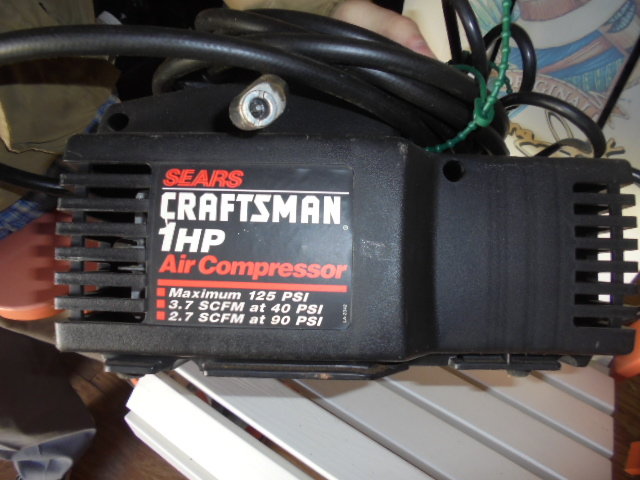 SEARS
CRAFTSMAN
1HP
Air Compressor
Maximum 125 PSI
3.7 SCFM at 40 PSI
2.7 SCFM at 90 PSI
ORIGINAL